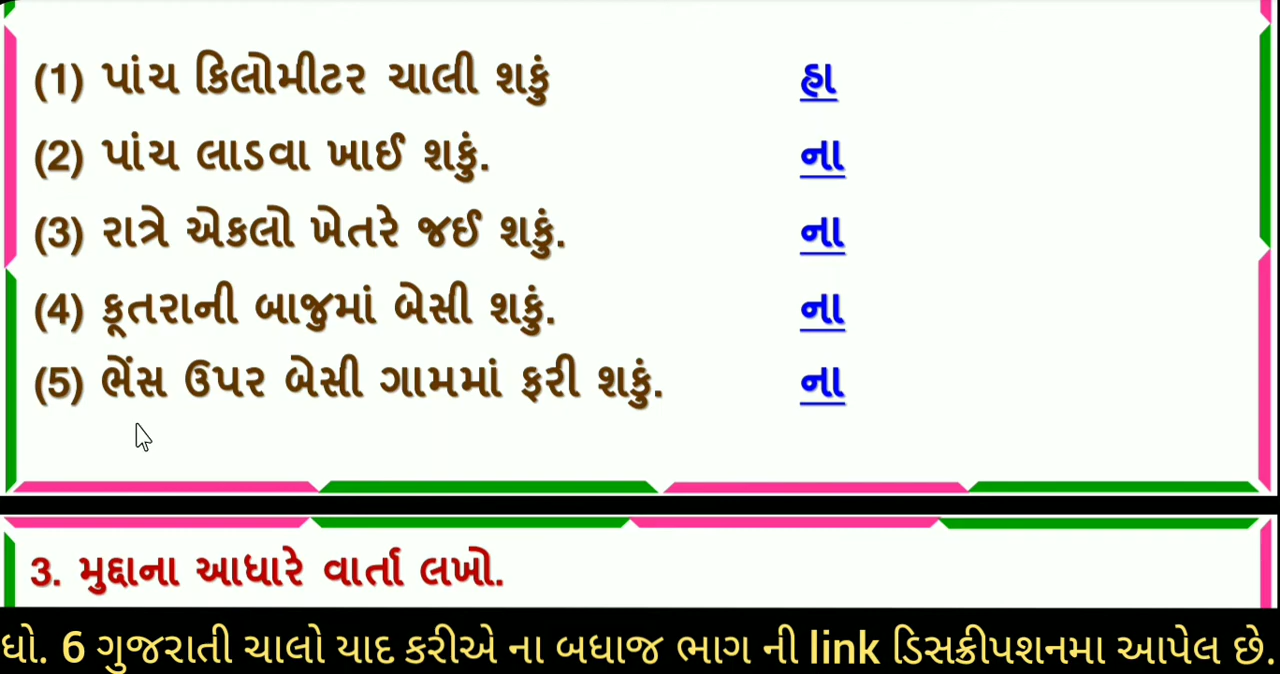 (1) પાંચ કિલોમીટર ચાલી શકું હા
(2) પાંચ લાડવા ખાઈ શકું. ના
(3) રાત્રે એકલો ખેતરે જઈ શકું. ના
(4) કૂતરાની બાજુમાં બેસી શકું. ના
(5) ભેંસ ઉપર બેસી ગામમાં ફરી શકું. ના
3. મુદ્દાના આધારે વાર્તા લખો.
ધો. 6 ગુજરાતી ચાલો યાદ કરીએ ના બધાજ ભાગ ની link ડિસક્રીપશનમા આપેલ છે.